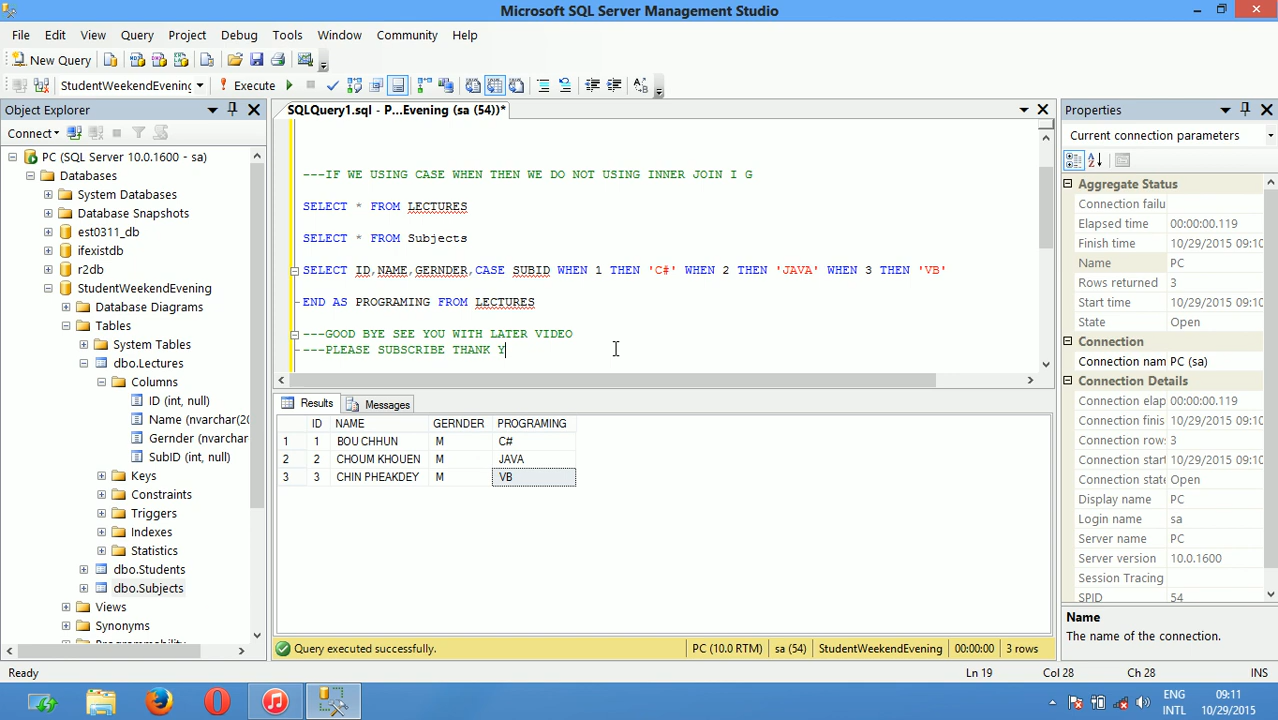 Microsoft SQL Server Management Studio
File Edit View Query Project Debug Tools Window Community Help
New Query
StudentWeekendEvening Execute
Object Explorer
Connect
PC (SQL Server 10.0.1600 - sa)
Databases
System Databases
Database Snapshots
est0311_db
ifexistdb
r2db
StudentWeekendEvening
Database Diagrams
Tables
System Tables
dbo.Lectures
Columns
ID (int, null)
Name (nvarchar(20
Gernder (nvarchar
SubID (int, null)
Keys
Constraints
Triggers
Indexes
Statistics
dbo.Students
dbo.Subjects
Views
Synonyms
SQLQuery1.sql - P...Evening (sa (54))*
---IF WE USING CASE WHEN THEN WE DO NOT USING INNER JOIN I G
SELECT * FROM LECTURES
SELECT * FROM Subjects
SELECT ID,NAME,GERNDER,CASE SUBID WHEN 1 THEN 'C#' WHEN 2 THEN 'JAVA' WHEN 3 THEN 'VB'
END AS PROGRAMING FROM LECTURES
---GOOD BYE SEE YOU WITH LATER VIDEO
---PLEASE SUBSCRIBE THANK Y
Results Messages
ID NAME GERNDER PROGRAMING
1 1 BOU CHHUN M C#
2 2 CHOUM KHOUEN M JAVA
3 3 CHIN PHEAKDEY M VB
Query executed successfully. PC (10.0 RTM) sa (54) StudentWeekendEvening 00:00:00 3 rows
Properties
Current connection parameters
Aggregate Status
Connection failu
Elapsed time 00:00:00.119
Finish time 10/29/2015 09:10
Name PC
Rows returned 3
Start time 10/29/2015 09:10
State Open
Connection
Connection nam PC (sa)
Connection Details
Connection elap 00:00:00.119
Connection finis 10/29/2015 09:10
Connection rows 3
Connection start 10/29/2015 09:10
Connection state Open
Display name PC
Login name sa
Server name PC
Server version 10.0.1600
Session Tracing
SPID 54
Name
The name of the connection.
Ready Ln 19 Col 28 Ch 28 INS
ENG 09:11
INTL 10/29/2015